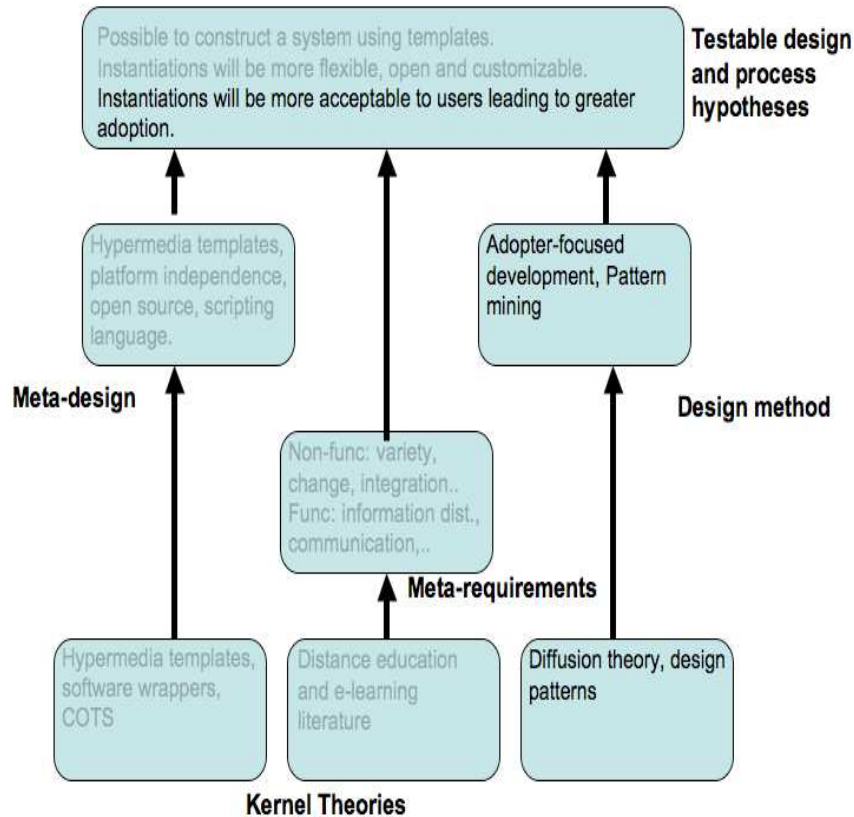 Possible to construct a system using templates.
Instantiations will be more flexible, open and customizable.
Instantiations will be more acceptable to users leading to greater
adoption.
Testable design
and process
hypotheses
Hypermedia templates,
platform independence,
open source, scripting
language.
Adopter-focused
development, Pattern
mining
Meta-design
Design method
Non-func: variety,
change, integration..
Func: information dist.,
communication,..
Meta-requirements
Hypermedia templates,
software wrappers,
COTS
Distance education
and e-learning
literature
Diffusion theory, design
patterns
Kernel Theories